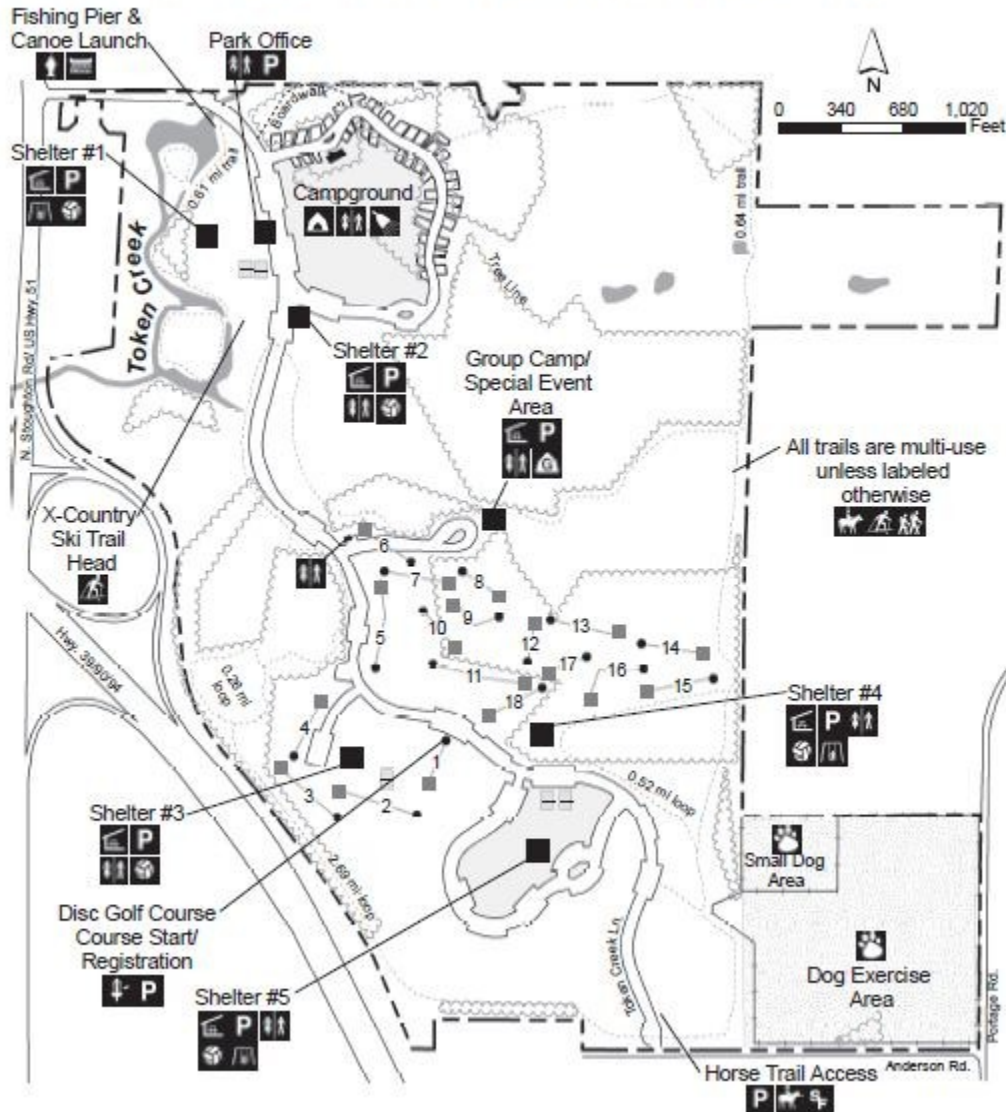 Fishing Pier &
Canoe Launch
Park Office
P
N
0 340 680 1,020
Feet
Boardwalk
Shelter #1
P
0.61 mi trail
Campground
Token Creek
0.64 mi trail
Tree Line
N. Stoughton Rd/ US Hwy 51
Shelter #2
P
Group Camp/
Special Event
Area
P
G
All trails are multi-use
unless labeled
otherwise
X-Country
Ski Trail
Head
6
7
8
9
10
5
12
13
14
11
17
16
15
18
Hwy. 39/90/94
0.28 mi
loop
4
Shelter #4
P
1
3
2
0.52 mi loop
Shelter #3
P
2.69 mi loop
Small Dog
Area
Disc Golf Course
Course Start/
Registration
P
Dog Exercise
Area
Shelter #5
P
Token Creek Ln
Portage Rd.
Anderson Rd.
Horse Trail Access
P